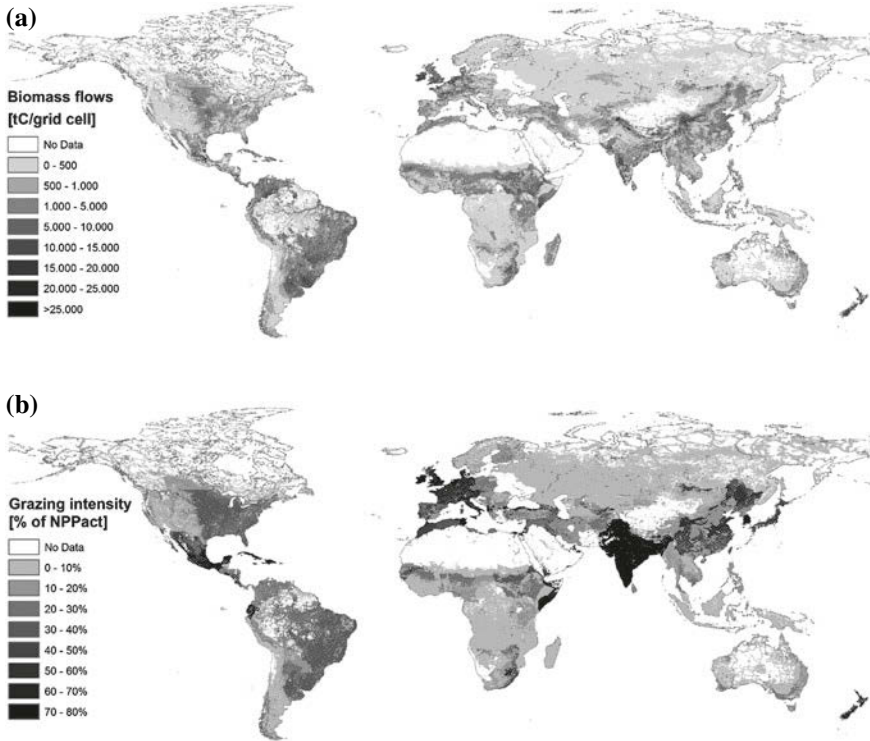 (a)
Biomass flows
[tC/grid cell]
No Data
0 - 500
500 - 1.000
1.000 - 5.000
5.000 - 10.000
10.000 - 15.000
15.000 - 20.000
20.000 - 25.000
>25.000
(b)
Grazing intensity
[% of NPPact]
No Data
0 - 10%
10 - 20%
20 - 30%
30 - 40%
40 - 50%
50 - 60%
60 - 70%
70 - 80%